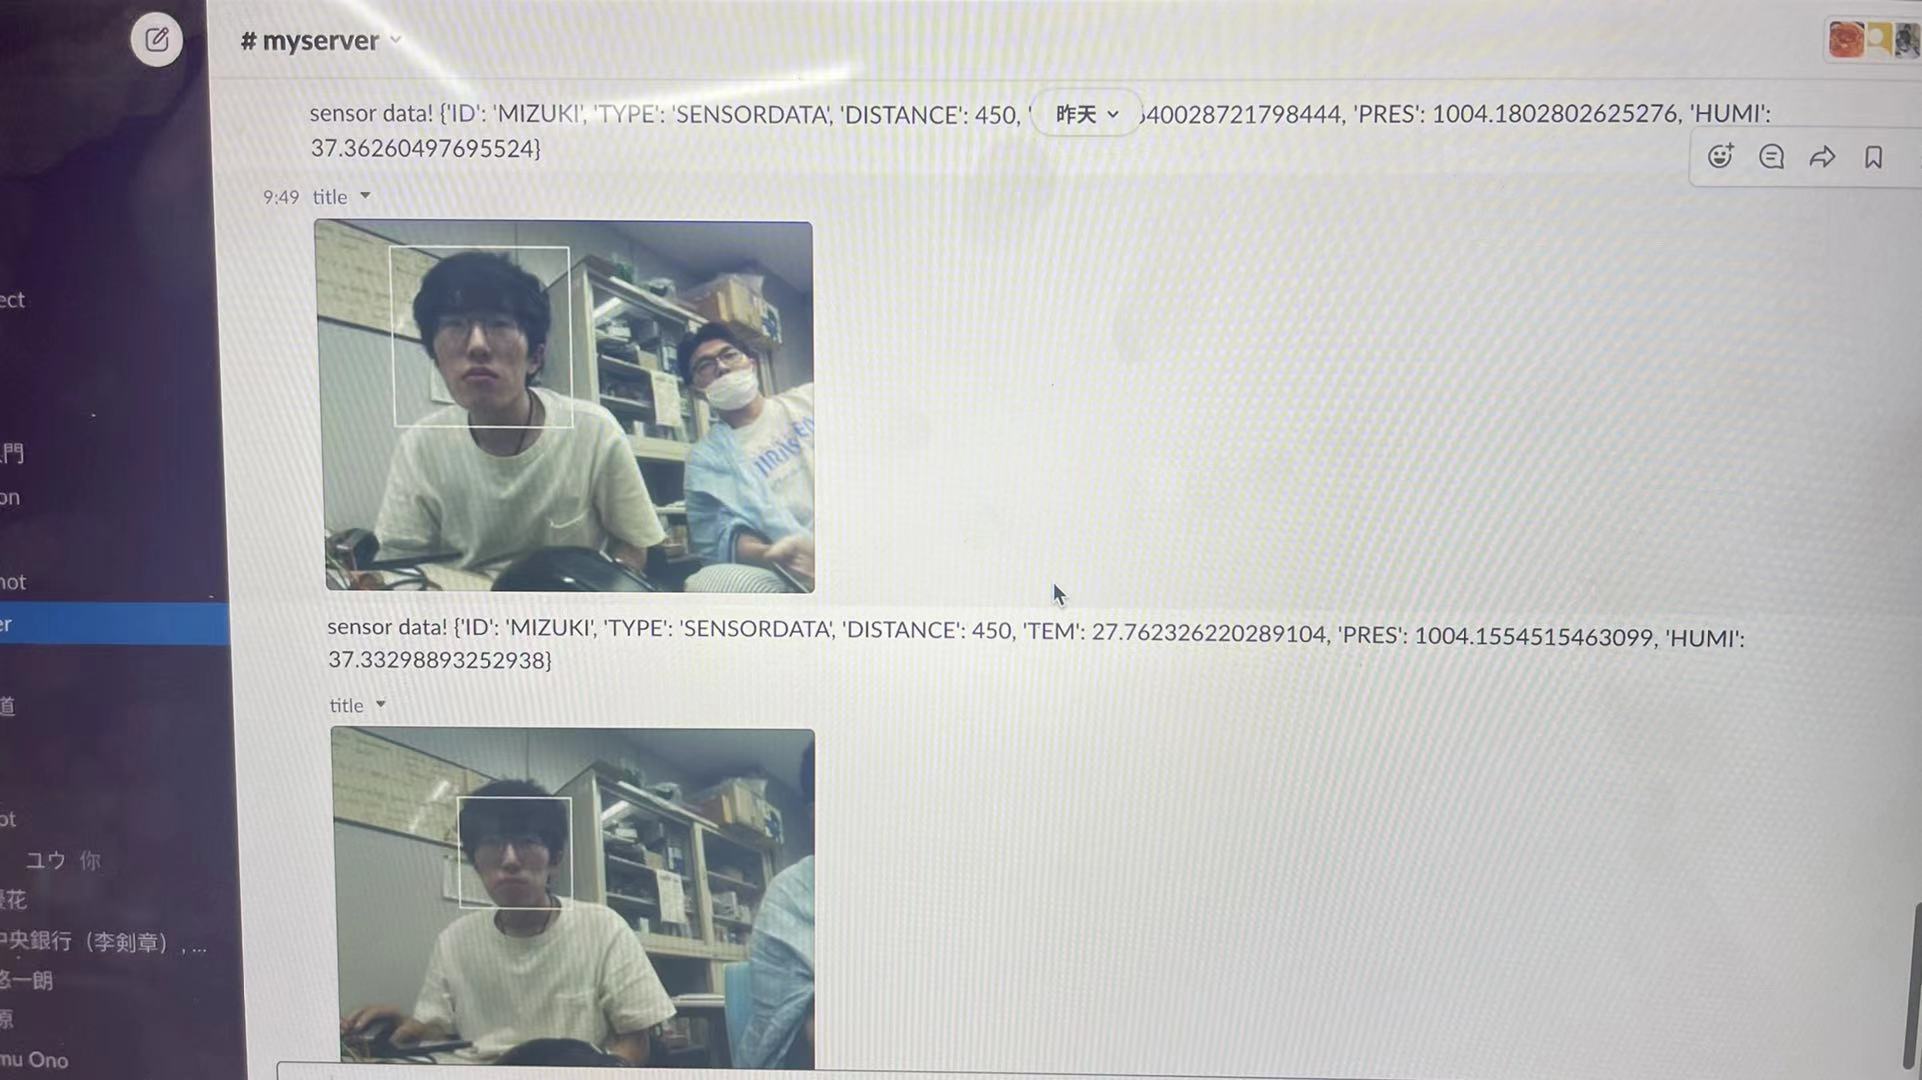 # myserver
sensor data! {'ID': 'MIZUKI', 'TYPE': 'SENSORDATA', 'DISTANCE': 450, ' 昨天 40028721798444, 'PRES': 1004.1802802625276, 'HUMI':
37.36260497695524}
9:49 title
sensor data! {'ID': 'MIZUKI', 'TYPE': 'SENSORDATA', 'DISTANCE': 450, 'TEM': 27.762326220289104, 'PRES': 1004.1554515463099, 'HUMI':
37.33298893252938}
title
ect
門
on
not
er
道
ot
ユウ 你
花
中央銀行（李剣章）, ...
悠一朗
原
mu Ono